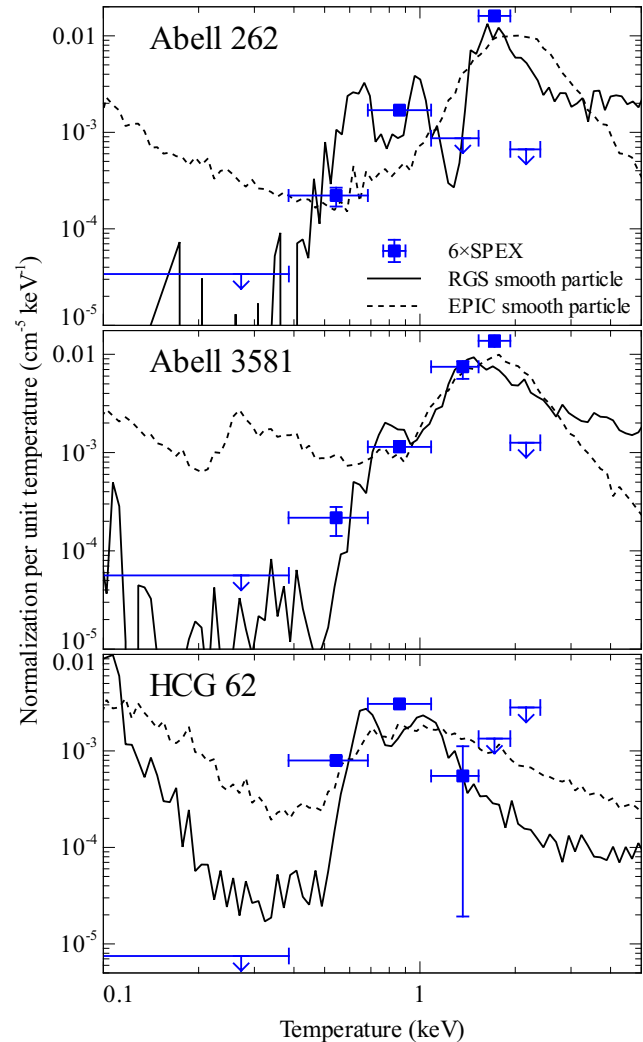 Abell 262
0.01
10⁻³
10⁻⁴
10⁻⁵
6×SPEX
RGS smooth particle
EPIC smooth particle
Normalization per unit temperature (cm⁻⁵ keV⁻¹)
Abell 3581
0.01
10⁻³
10⁻⁴
10⁻⁵
HCG 62
0.01
10⁻³
10⁻⁴
10⁻⁵
0.1 1
Temperature (keV)